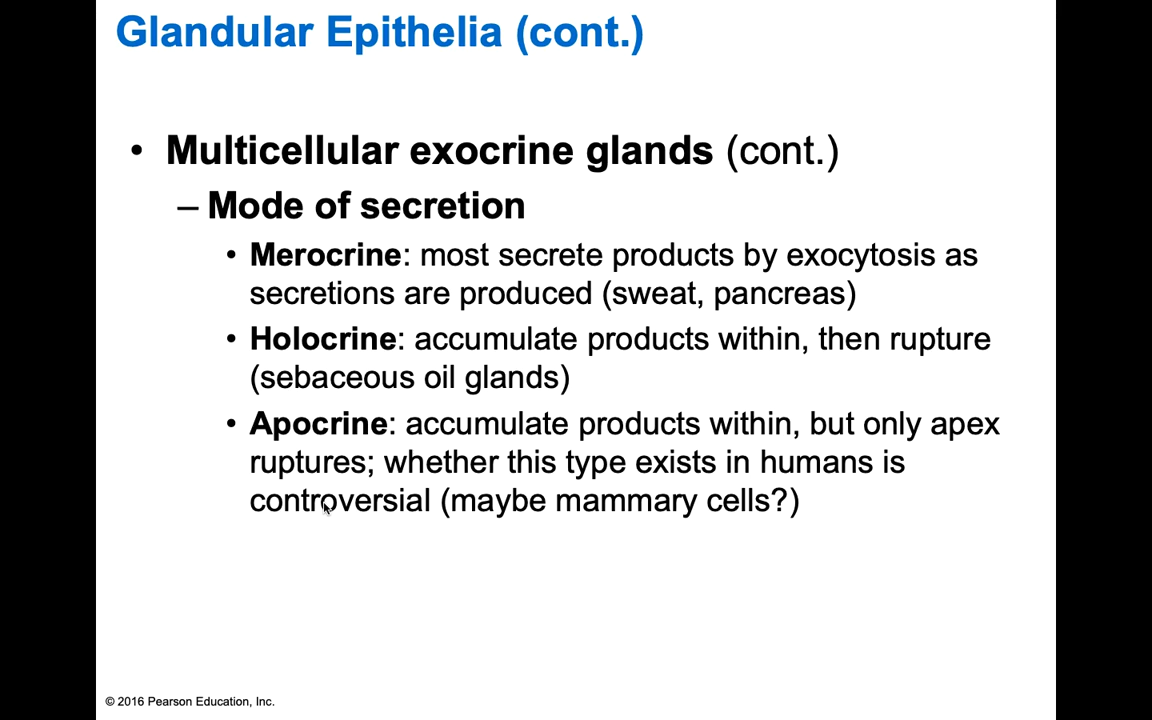 Glandular Epithelia (cont.)
• Multicellular exocrine glands (cont.)
– Mode of secretion
• Merocrine: most secrete products by exocytosis as
secretions are produced (sweat, pancreas)
• Holocrine: accumulate products within, then rupture
(sebaceous oil glands)
• Apocrine: accumulate products within, but only apex
ruptures; whether this type exists in humans is
controversial (maybe mammary cells?)
© 2016 Pearson Education, Inc.